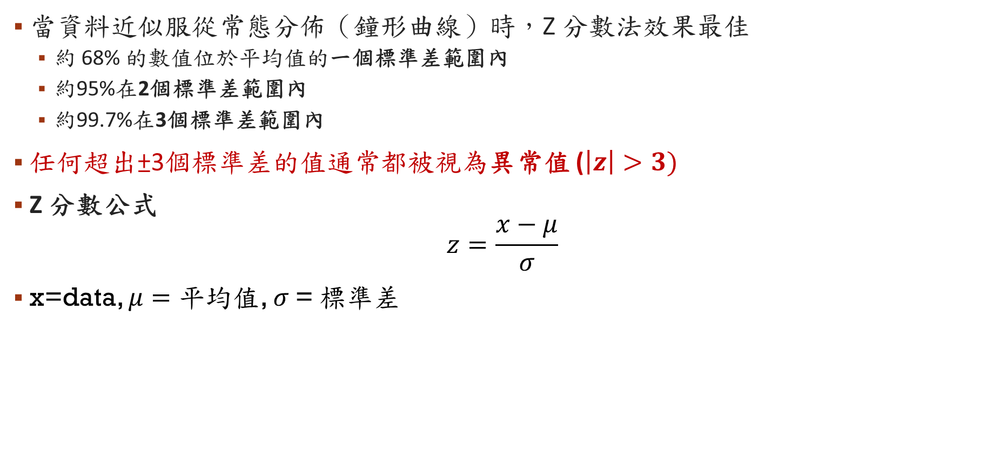 ▪ 當資料近似服從常態分佈（鐘形曲線）時，Z 分數法效果最佳
▪ 約 68% 的數值位於平均值的一個標準差範圍內
▪ 約95%在2個標準差範圍內
▪ 約99.7%在3個標準差範圍內
▪ 任何超出±3個標準差的值通常都被視為異常值 (|z| > 3)
▪ Z 分數公式
z = (x − μ) / σ
▪ x=data, μ = 平均值, σ = 標準差